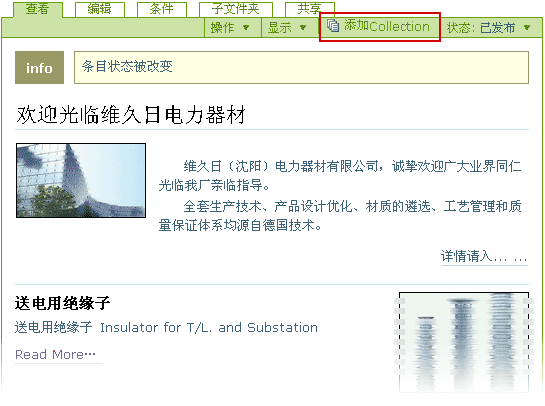 查看 编辑 条件 子文件夹 共享
操作 显示 添加Collection 状态: 已发布
info 条目状态被改变
欢迎光临维久日电力器材
维久日（沈阳）电力器材有限公司，诚挚欢迎广大业界同仁
光临我厂亲临指导。
全套生产技术、产品设计优化、材质的遴选、工艺管理和质
量保证体系均源自德国技术。
详情请入... ...
送电用绝缘子
送电用绝缘子 Insulator for T/L. and Substation
Read More…